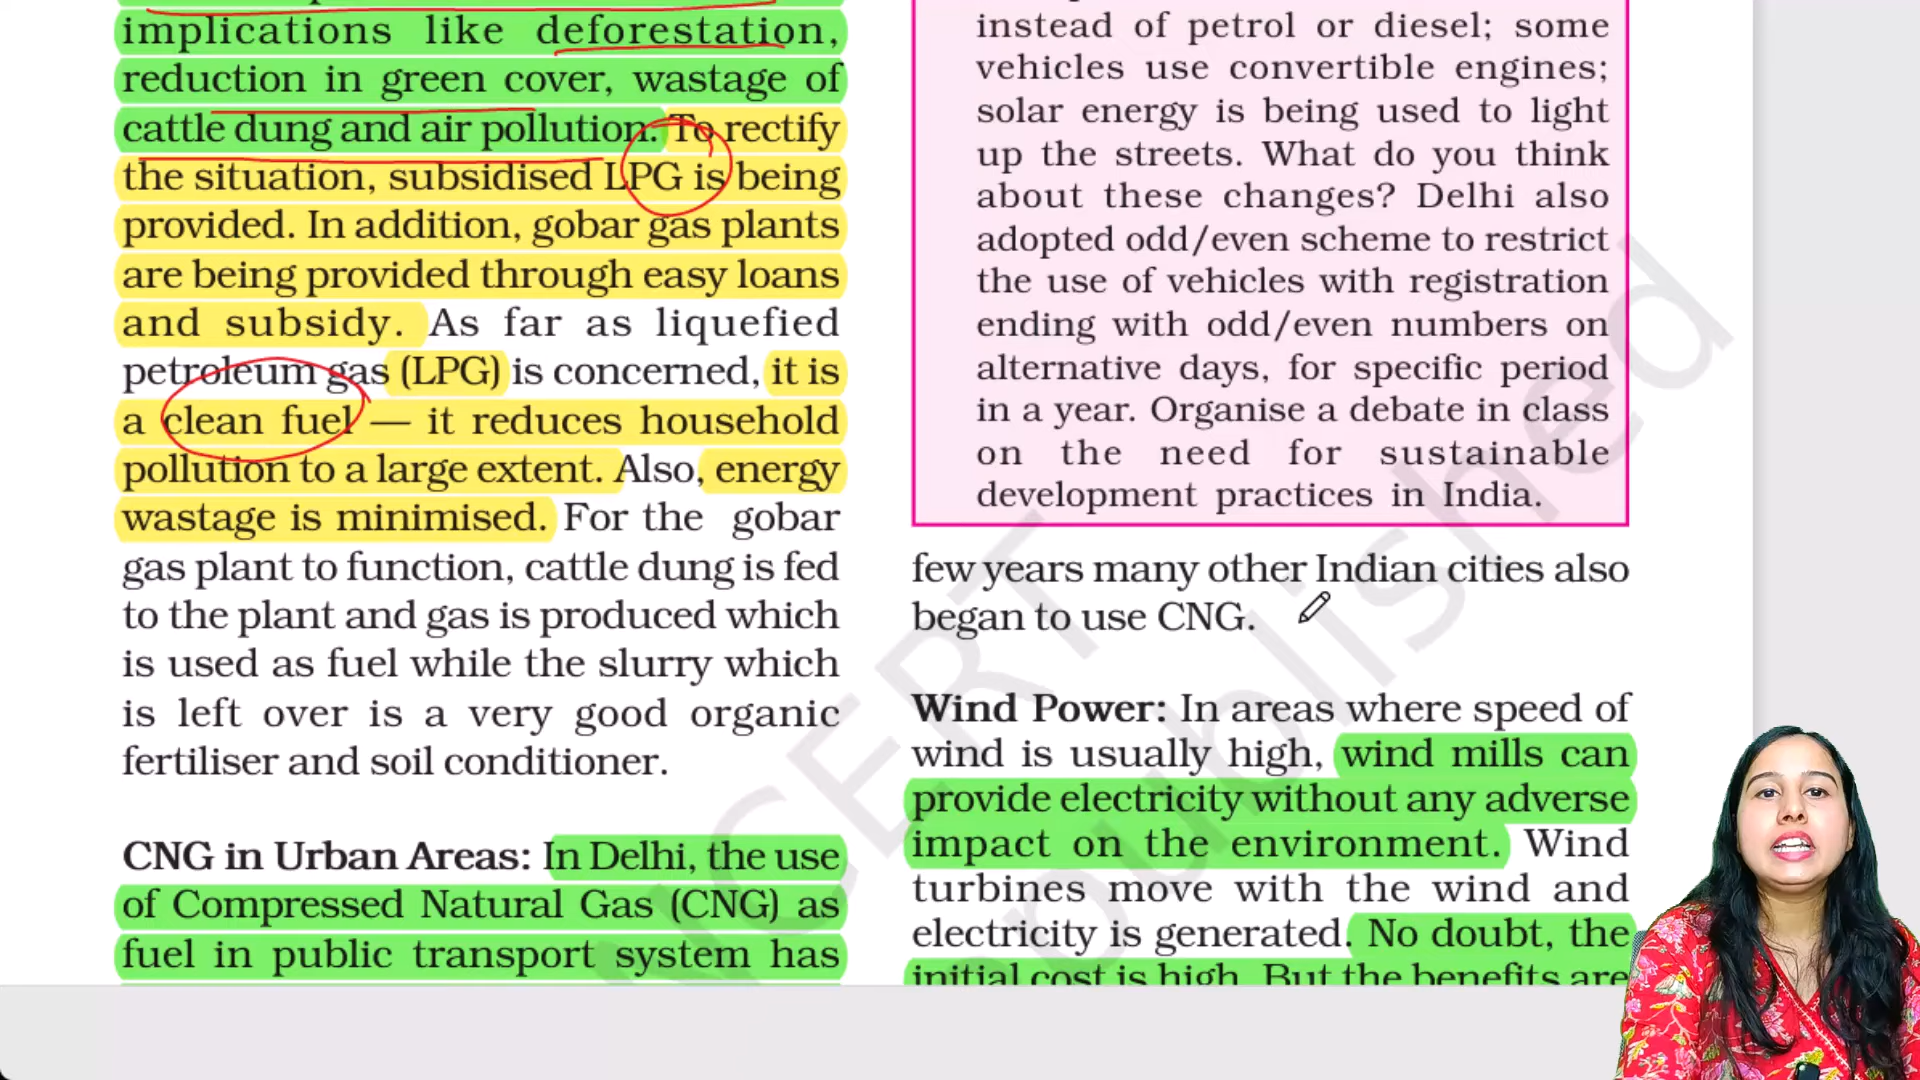 implications like deforestation,
reduction in green cover, wastage of
cattle dung and air pollution. To rectify
the situation, subsidised LPG is being
provided. In addition, gobar gas plants
are being provided through easy loans
and subsidy. As far as liquefied
petroleum gas (LPG) is concerned, it is
a clean fuel — it reduces household
pollution to a large extent. Also, energy
wastage is minimised. For the gobar
gas plant to function, cattle dung is fed
to the plant and gas is produced which
is used as fuel while the slurry which
is left over is a very good organic
fertiliser and soil conditioner.
CNG in Urban Areas: In Delhi, the use
of Compressed Natural Gas (CNG) as
fuel in public transport system has
instead of petrol or diesel; some
vehicles use convertible engines;
solar energy is being used to light
up the streets. What do you think
about these changes? Delhi also
adopted odd/even scheme to restrict
the use of vehicles with registration
ending with odd/even numbers on
alternative days, for specific period
in a year. Organise a debate in class
on the need for sustainable
development practices in India.
few years many other Indian cities also
began to use CNG.
Wind Power: In areas where speed of
wind is usually high, wind mills can
provide electricity without any adverse
impact on the environment. Wind
turbines move with the wind and
electricity is generated. No doubt, the
initial cost is high. But the benefits are
NCERT
published